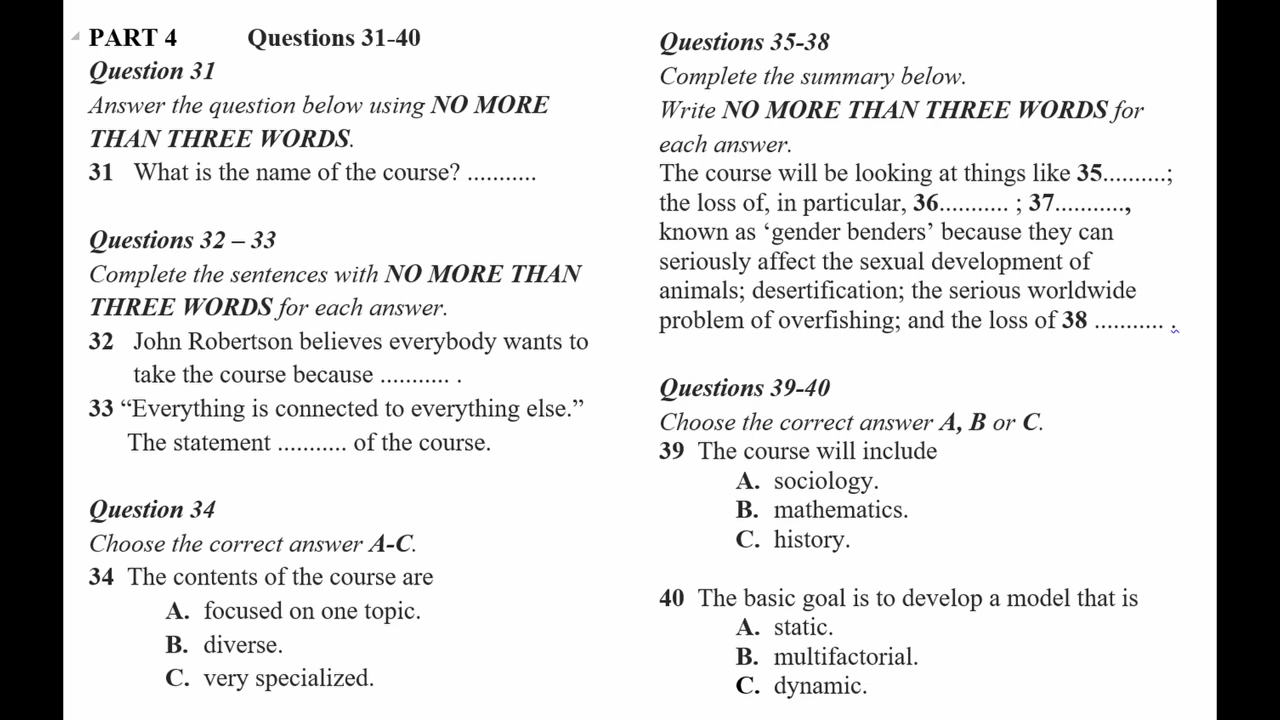 PART 4 Questions 31-40
Question 31
Answer the question below using NO MORE
THAN THREE WORDS.
31 What is the name of the course? ...........
Questions 32 – 33
Complete the sentences with NO MORE THAN
THREE WORDS for each answer.
32 John Robertson believes everybody wants to
take the course because ........... .
33 “Everything is connected to everything else.”
The statement ........... of the course.
Question 34
Choose the correct answer A-C.
34 The contents of the course are
A. focused on one topic.
B. diverse.
C. very specialized.
Questions 35-38
Complete the summary below.
Write NO MORE THAN THREE WORDS for
each answer.
The course will be looking at things like 35..........;
the loss of, in particular, 36........... ; 37...........,
known as ‘gender benders’ because they can
seriously affect the sexual development of
animals; desertification; the serious worldwide
problem of overfishing; and the loss of 38 ........... .
Questions 39-40
Choose the correct answer A, B or C.
39 The course will include
A. sociology.
B. mathematics.
C. history.
40 The basic goal is to develop a model that is
A. static.
B. multifactorial.
C. dynamic.